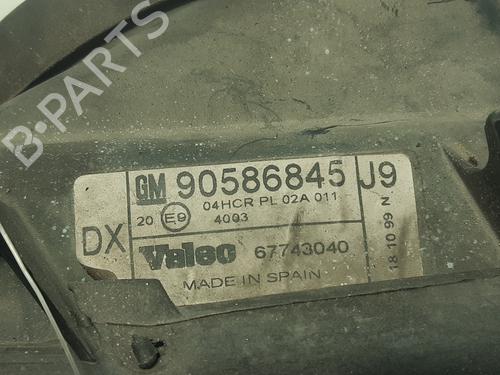 B-PARTS
GM 90586845 J9
04HCR PL 02A 011
20 E9 4003
DX
Valeo 67743040
MADE IN SPAIN
18 10 99 N